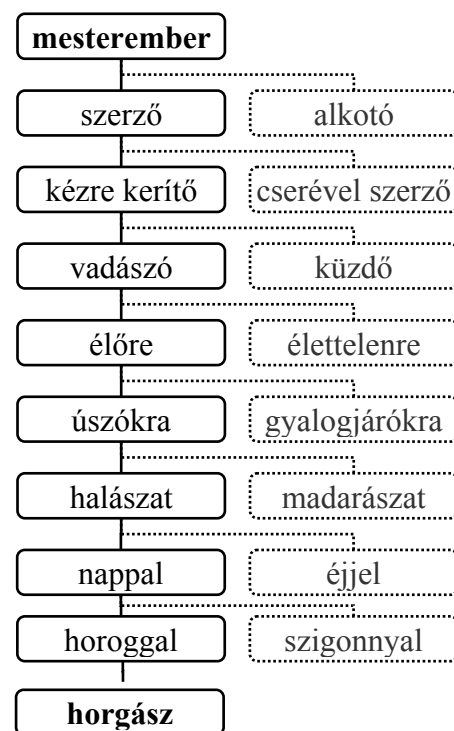 mesterember
szerző alkotó
kézre kerítő cserével szerző
vadászó küzdő
élőre élettelenre
úszókra gyalogjárókra
halászat madarászat
nappal éjjel
horoggal szigonnyal
horgász